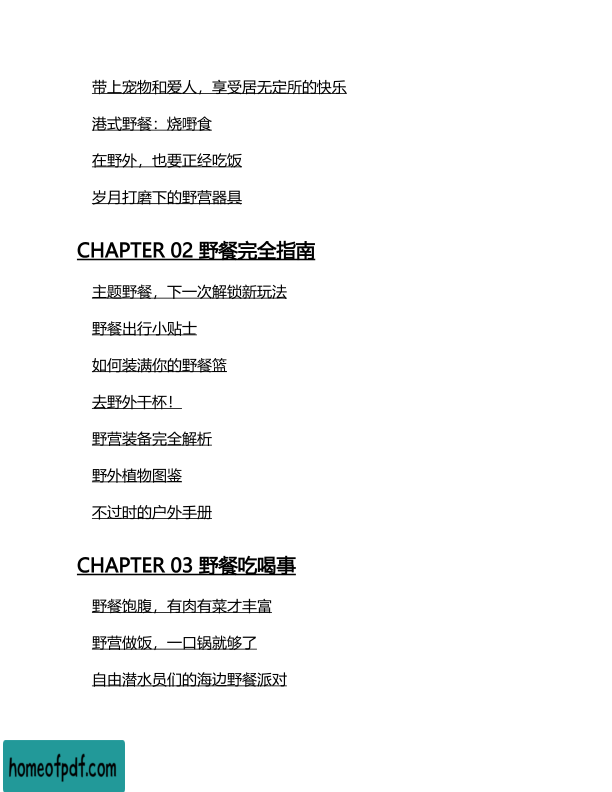 带上宠物和爱人，享受居无定所的快乐
港式野餐：烧嘢食
在野外，也要正经吃饭
岁月打磨下的野营器具
CHAPTER 02 野餐完全指南
主题野餐，下一次解锁新玩法
野餐出行小贴士
如何装满你的野餐篮
去野外干杯！
野营装备完全解析
野外植物图鉴
不过时的户外手册
CHAPTER 03 野餐吃喝事
野餐饱腹，有肉有菜才丰富
野营做饭，一口锅就够了
自由潜水员们的海边野餐派对
homeofpdf.com